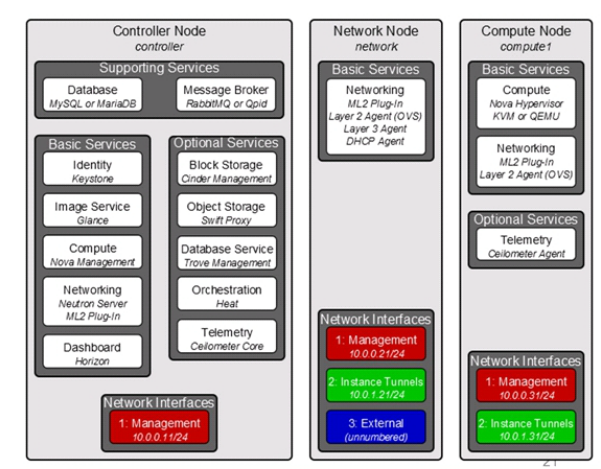 Controller Node
controller
Supporting Services
Database
MySQL or MariaDB
Message Broker
RabbitMQ or Qpid
Basic Services
Identity
Keystone
Image Service
Glance
Compute
Nova Management
Networking
Neutron Server
ML2 Plug-In
Dashboard
Horizon
Optional Services
Block Storage
Cinder Management
Object Storage
Swift Proxy
Database Service
Trove Management
Orchestration
Heat
Telemetry
Ceilometer Core
Network Interfaces
1: Management
10.0.0.11/24
Network Node
network
Basic Services
Networking
ML2 Plug-In
Layer 2 Agent (OVS)
Layer 3 Agent
DHCP Agent
Network Interfaces
1: Management
10.0.0.21/24
2: Instance Tunnels
10.0.1.21/24
3: External
(unnumbered)
Compute Node
compute1
Basic Services
Compute
Nova Hypervisor
KVM or QEMU
Networking
ML2 Plug-In
Layer 2 Agent (OVS)
Optional Services
Telemetry
Ceilometer Agent
Network Interfaces
1: Management
10.0.0.31/24
2: Instance Tunnels
10.0.1.31/24
21